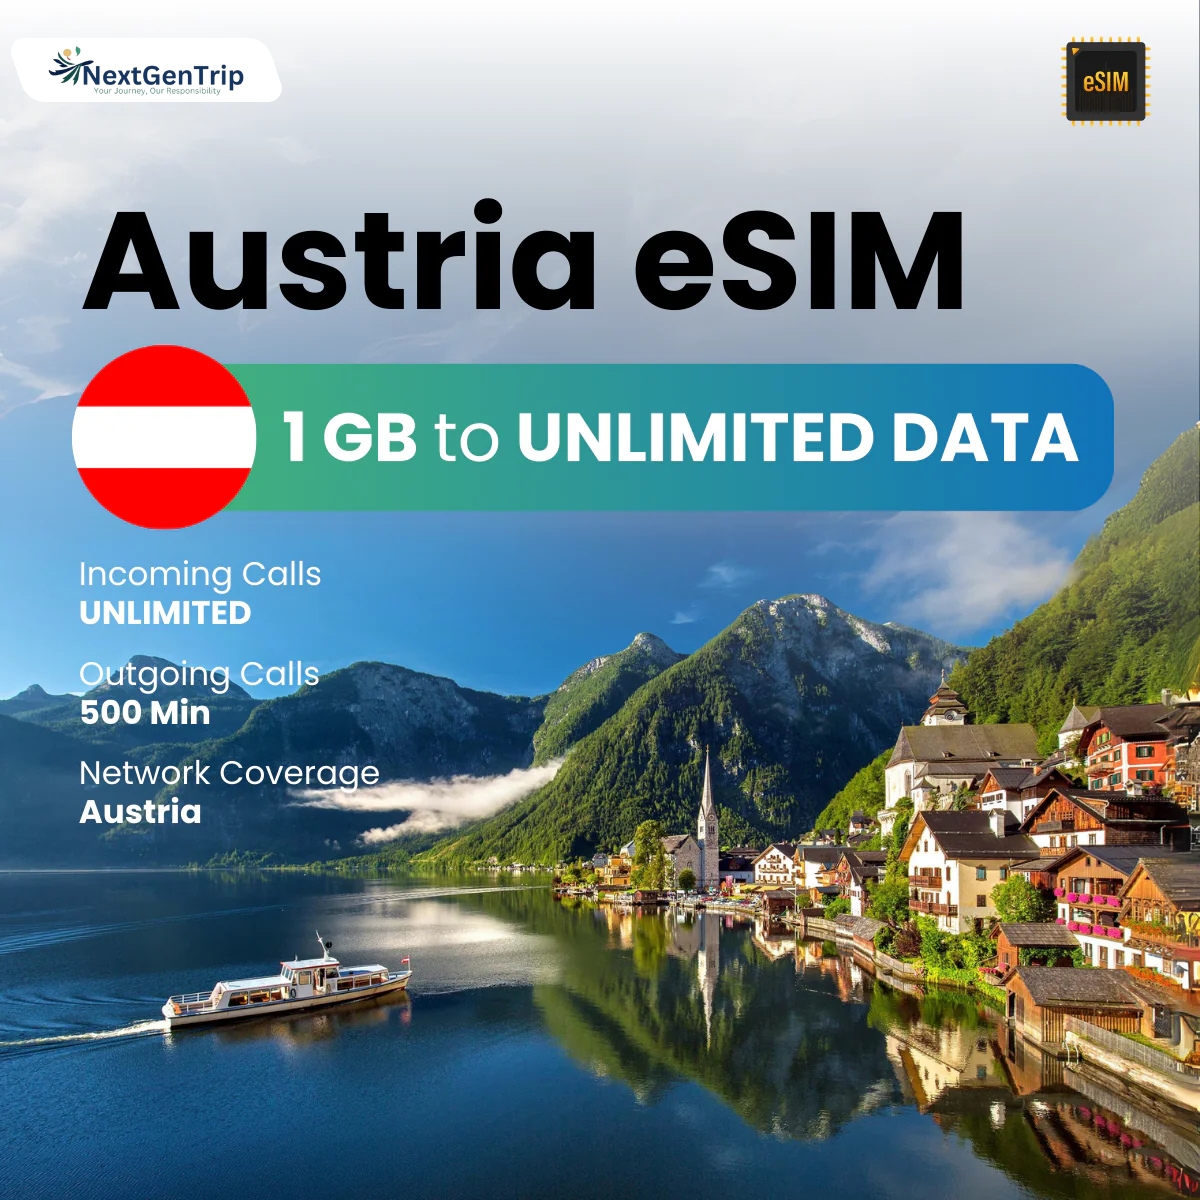 NextGenTrip
Your Journey, Our Responsibility
eSIM
Austria eSIM
1 GB to UNLIMITED DATA
Incoming Calls
UNLIMITED
Outgoing Calls
500 Min
Network Coverage
Austria